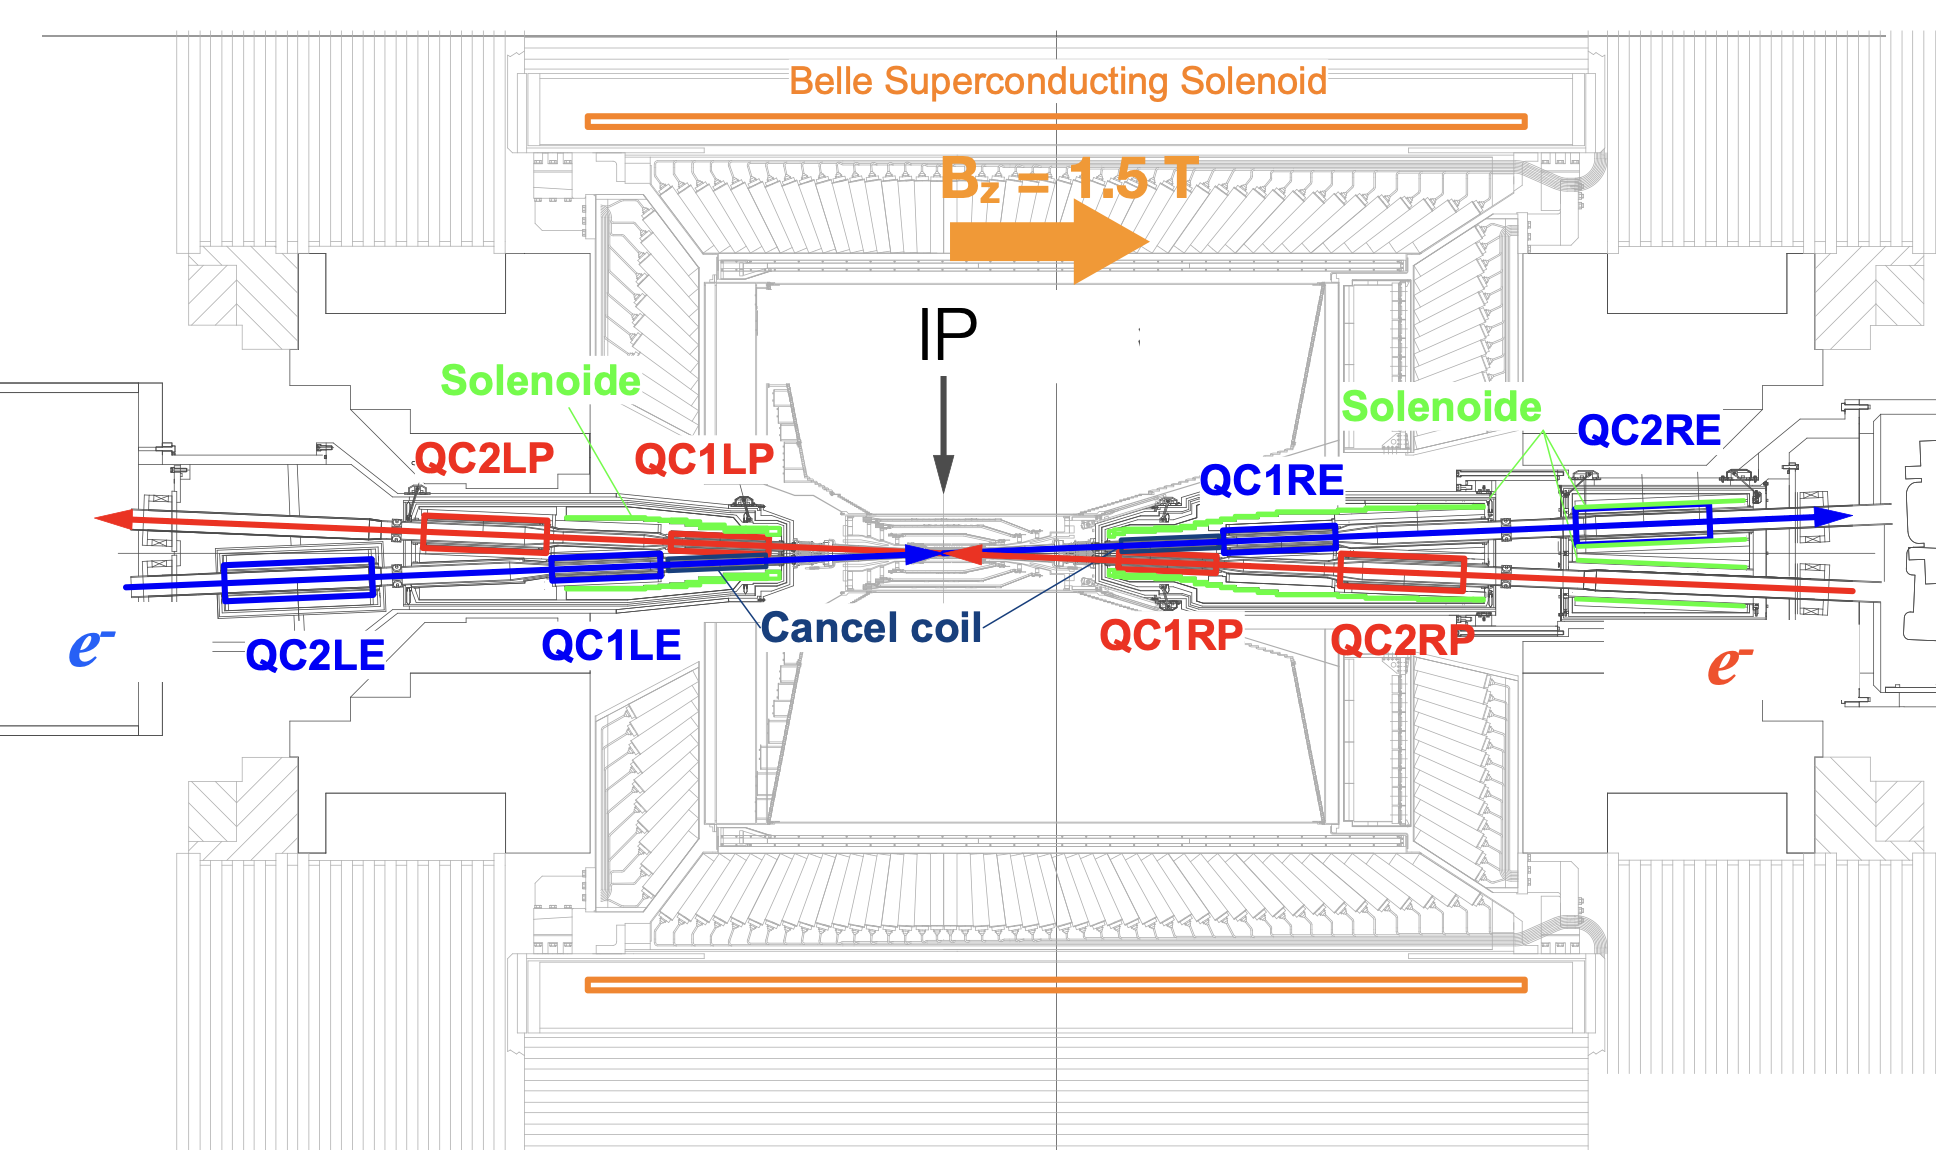 Belle Superconducting Solenoid
Bz = 1.5 T
IP
Solenoide
Solenoide
QC2RE
QC2LP
QC1LP
QC1RE
Cancel coil
e-
QC2LE
QC1LE
QC1RP
QC2RP
e-